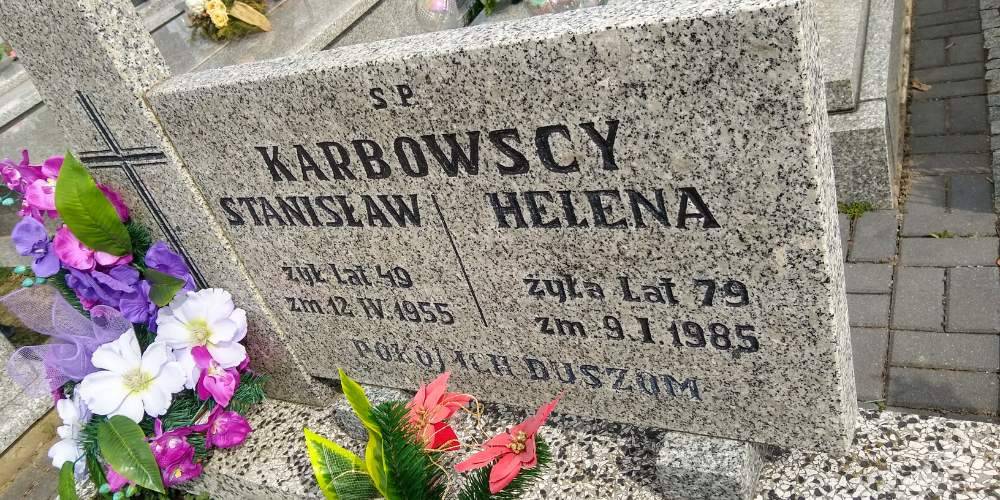 S.P.
KARBOWSCY
STANISŁAW HELENA
żył Lat 49 żyła Lat 79
zm 12.IV.1955 zm 9.I.1985
POKÓJ ICH DUSZOM